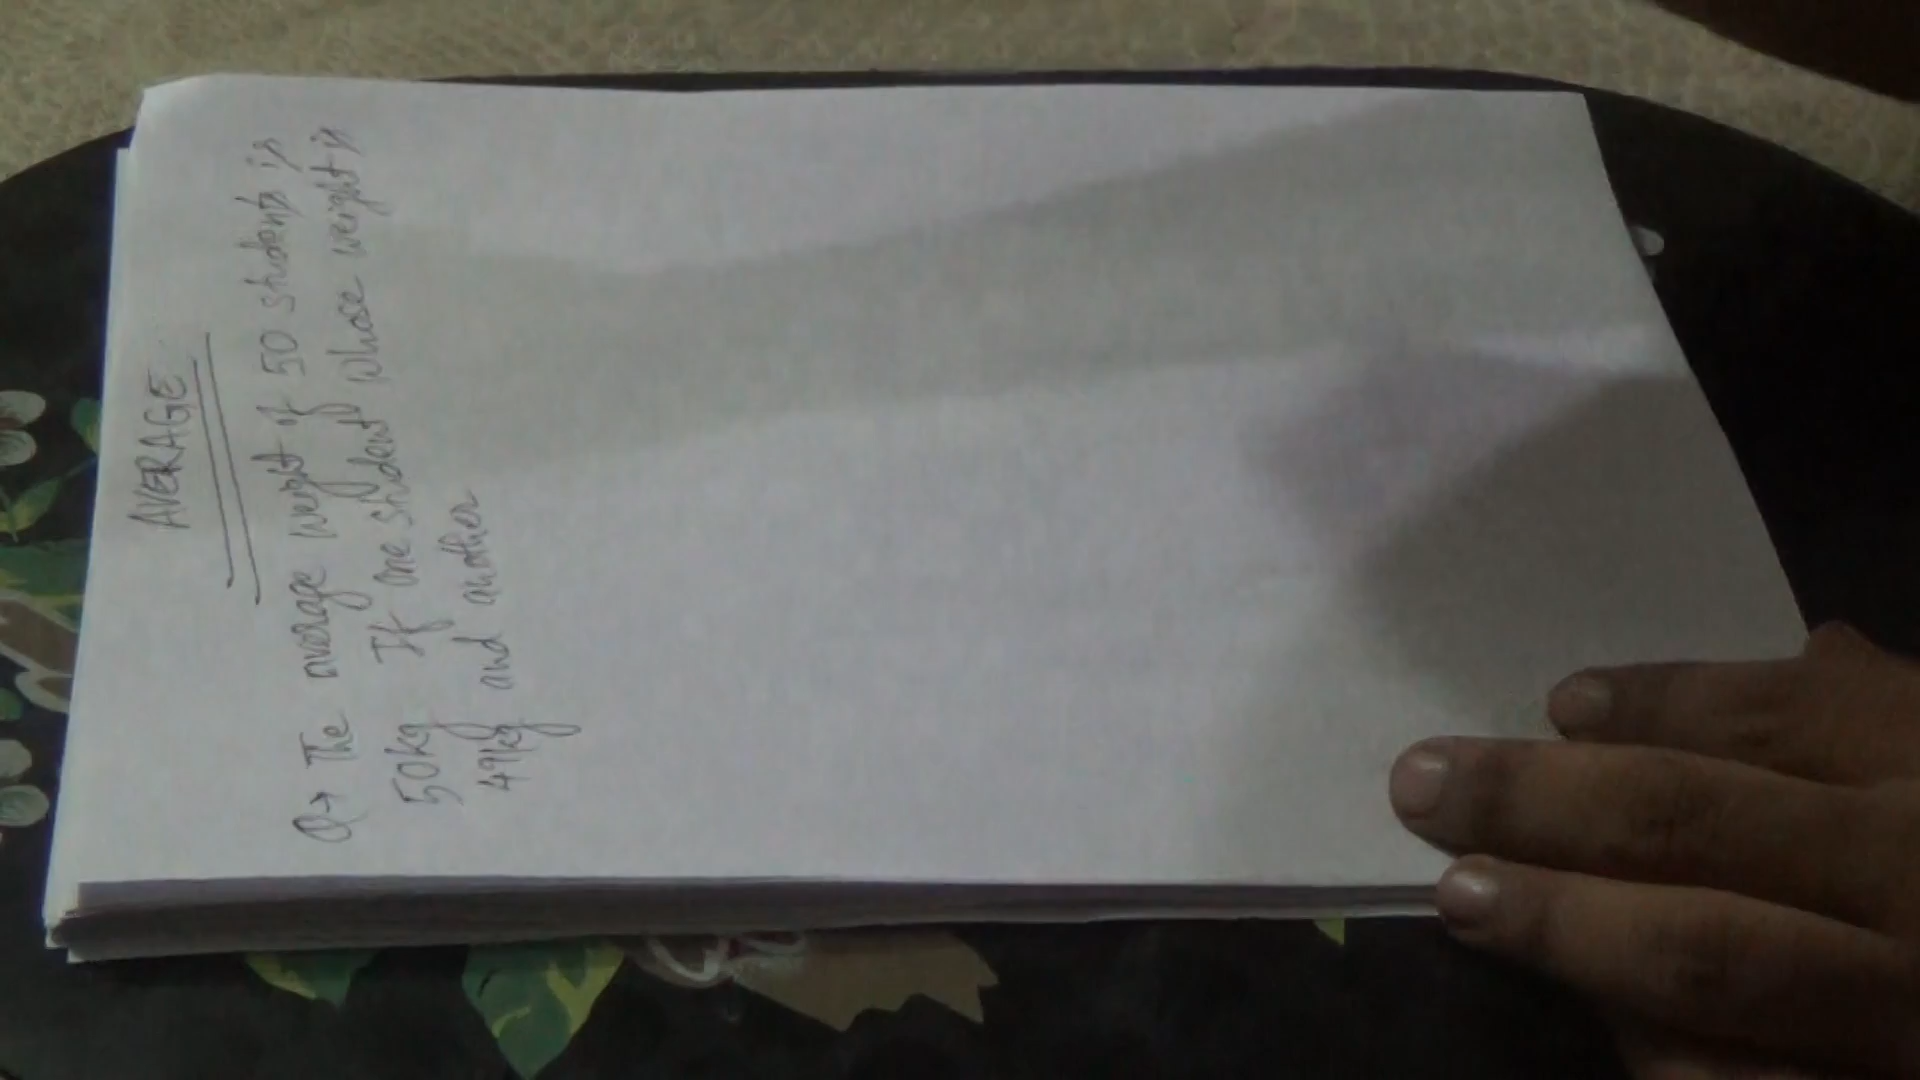 AVERAGE
Q→ The average weight of 50 students is
50kg If one student whose weight is
49kg and another